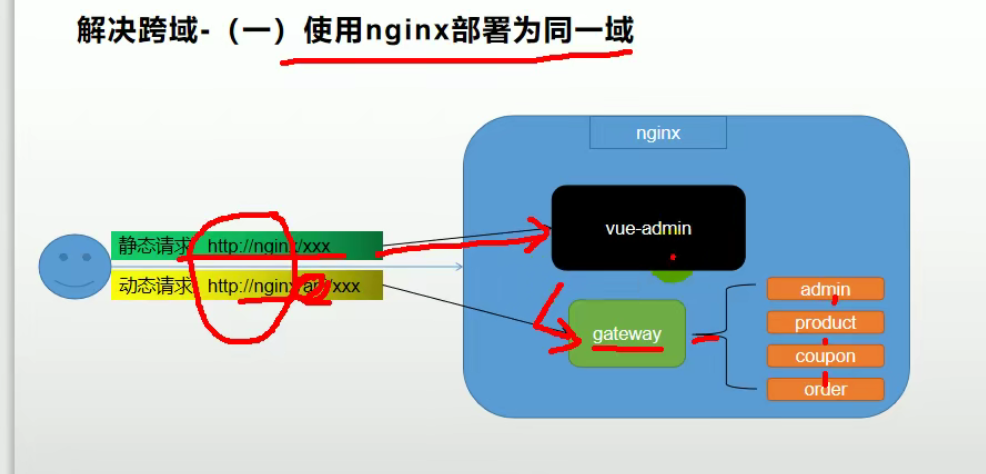 解决跨域-（一）使用nginx部署为同一域
nginx
vue-admin
静态请求 http://nginx/xxx
动态请求 http://nginx/api/xxx
gateway
admin
product
coupon
order